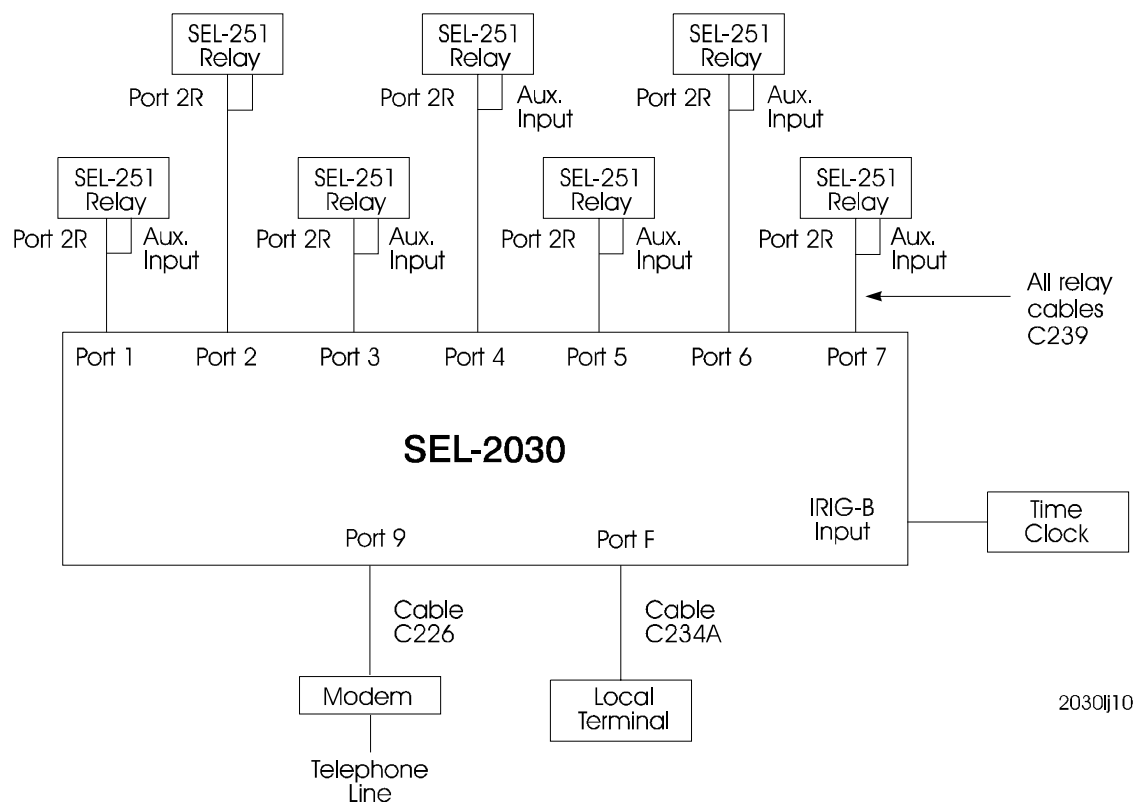 SEL-251
Relay
SEL-251
Relay
SEL-251
Relay
Port 2R
Port 2R
Aux.
Input
Port 2R
Aux.
Input
SEL-251
Relay
SEL-251
Relay
SEL-251
Relay
SEL-251
Relay
Port 2R
Aux.
Input
Port 2R
Aux.
Input
Port 2R
Aux.
Input
Port 2R
Aux.
Input
All relay
cables
C239
Port 1
Port 2
Port 3
Port 4
Port 5
Port 6
Port 7
SEL-2030
IRIG-B
Input
Time
Clock
Port 9
Port F
Cable
C226
Cable
C234A
Modem
Local
Terminal
2030lj10
Telephone
Line